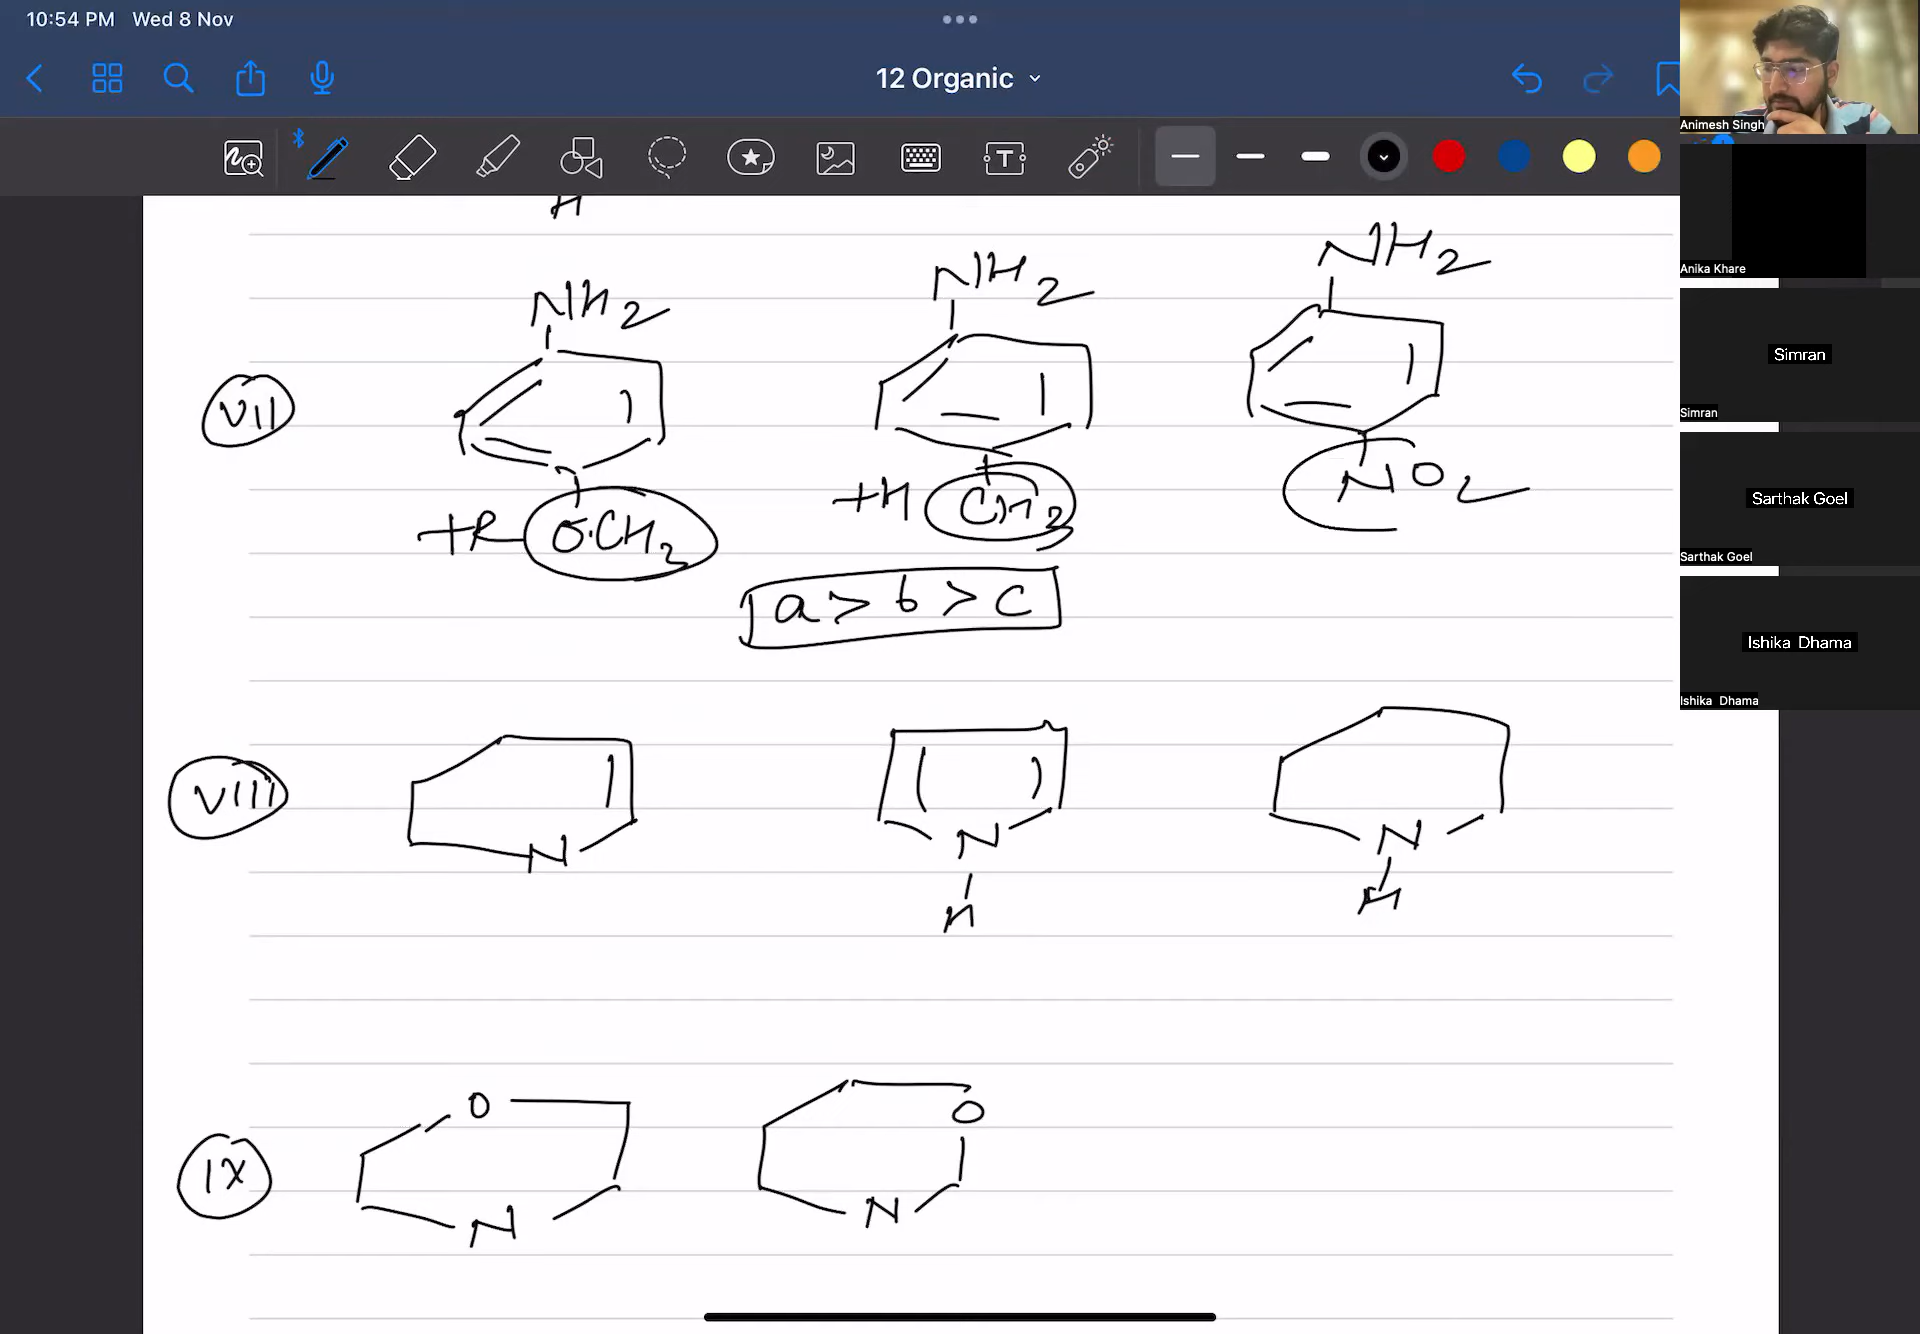 10:54 PM Wed 8 Nov
12 Organic
T
Animesh Singh
Anika Khare
Simran
Simran
Sarthak Goel
Sarthak Goel
Ishika Dhama
Ishika Dhama
H
NH2 NH2 NH2
VII
+R O·CH3 +H CH3 NO2
a > b > c
VIII
N N N
H H
IX
O O
N N